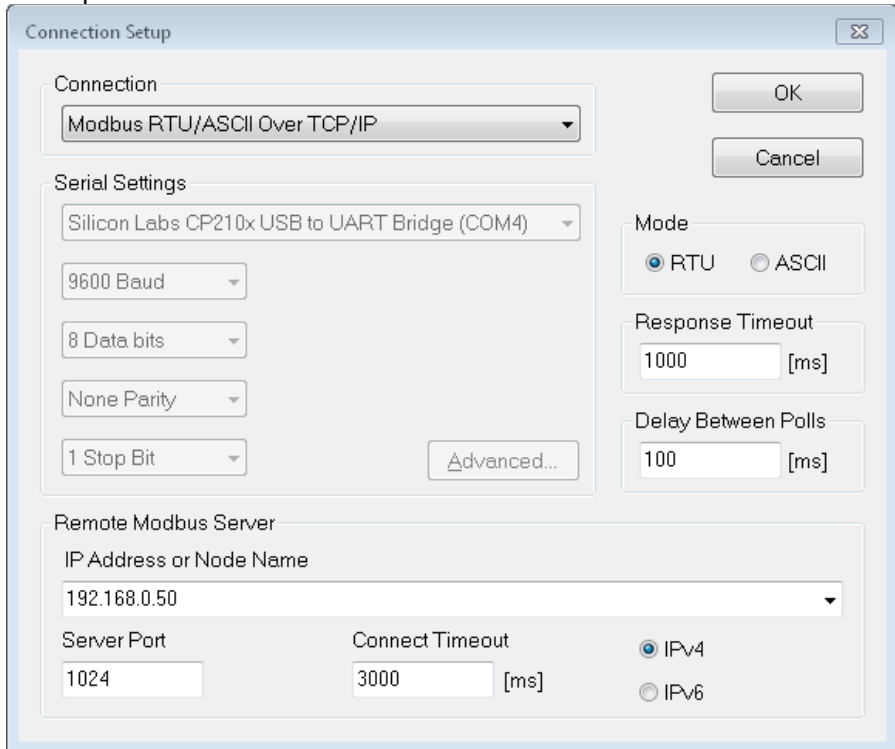 Connection Setup
Connection
Modbus RTU/ASCII Over TCP/IP
OK
Cancel
Serial Settings
Silicon Labs CP210x USB to UART Bridge (COM4)
9600 Baud
8 Data bits
None Parity
1 Stop Bit
Advanced...
Mode
RTU ASCII
Response Timeout
1000 [ms]
Delay Between Polls
100 [ms]
Remote Modbus Server
IP Address or Node Name
192.168.0.50
Server Port Connect Timeout
1024 3000 [ms]
IPv4
IPv6